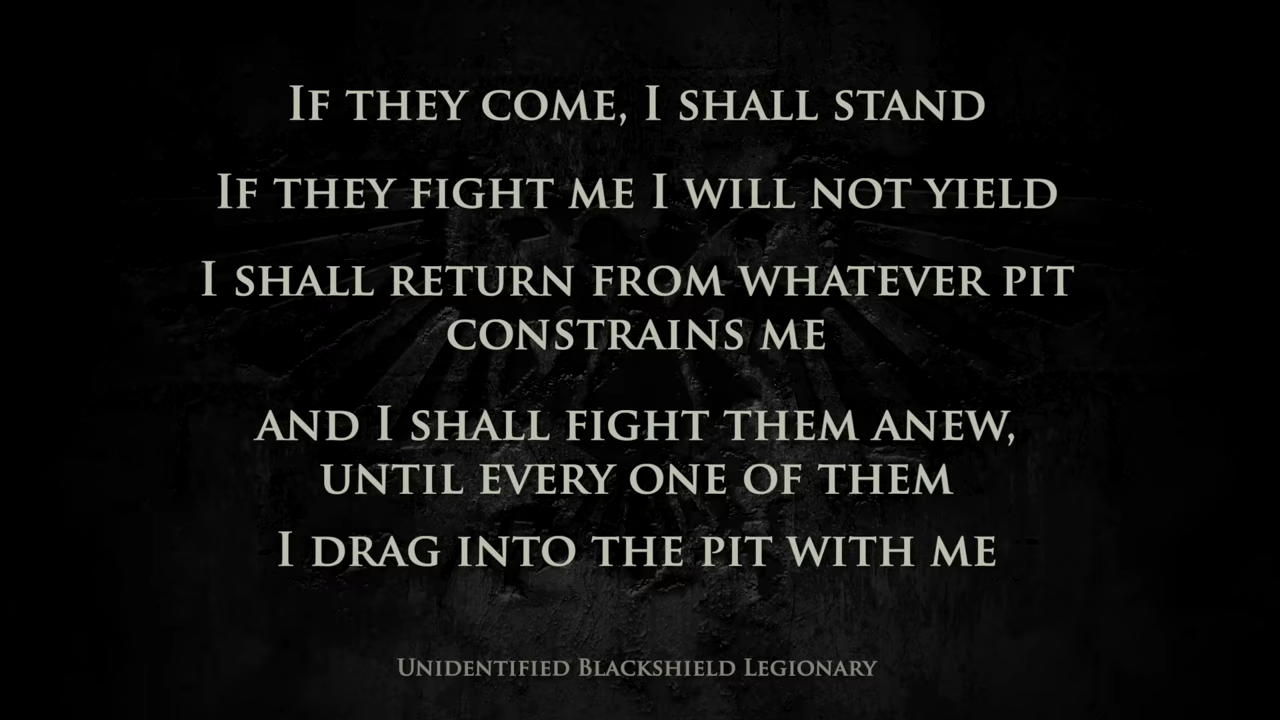 If they come, I shall stand
If they fight me I will not yield
I shall return from whatever pit
constrains me
and I shall fight them anew,
until every one of them
I drag into the pit with me
Unidentified Blackshield Legionary